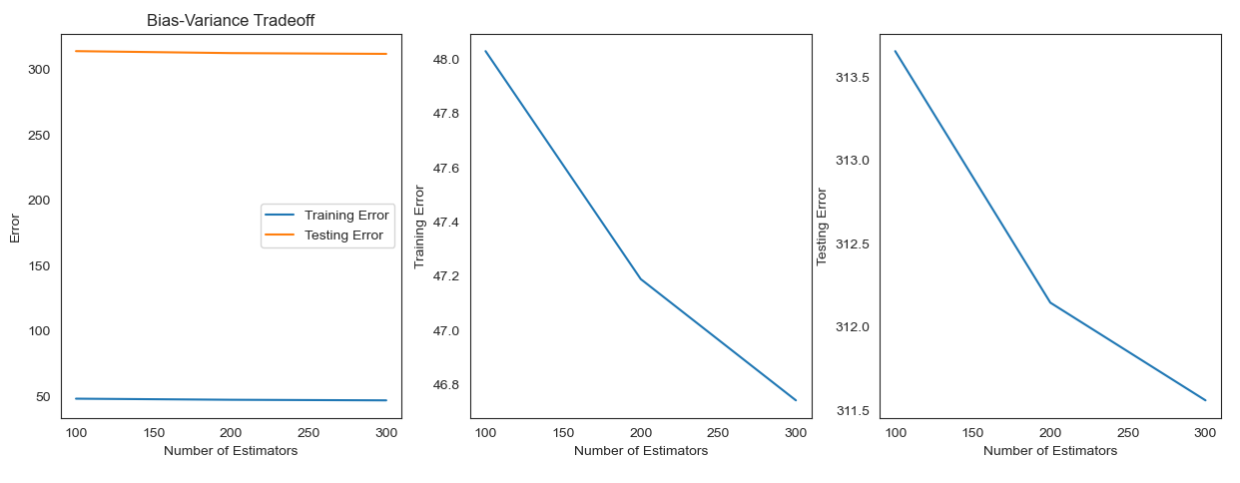 Bias-Variance Tradeoff
Error
300
250
200
150
100
50
Training Error
Testing Error
100 150 200 250 300
Number of Estimators
Training Error
48.0
47.8
47.6
47.4
47.2
47.0
46.8
100 150 200 250 300
Number of Estimators
Testing Error
313.5
313.0
312.5
312.0
311.5
100 150 200 250 300
Number of Estimators